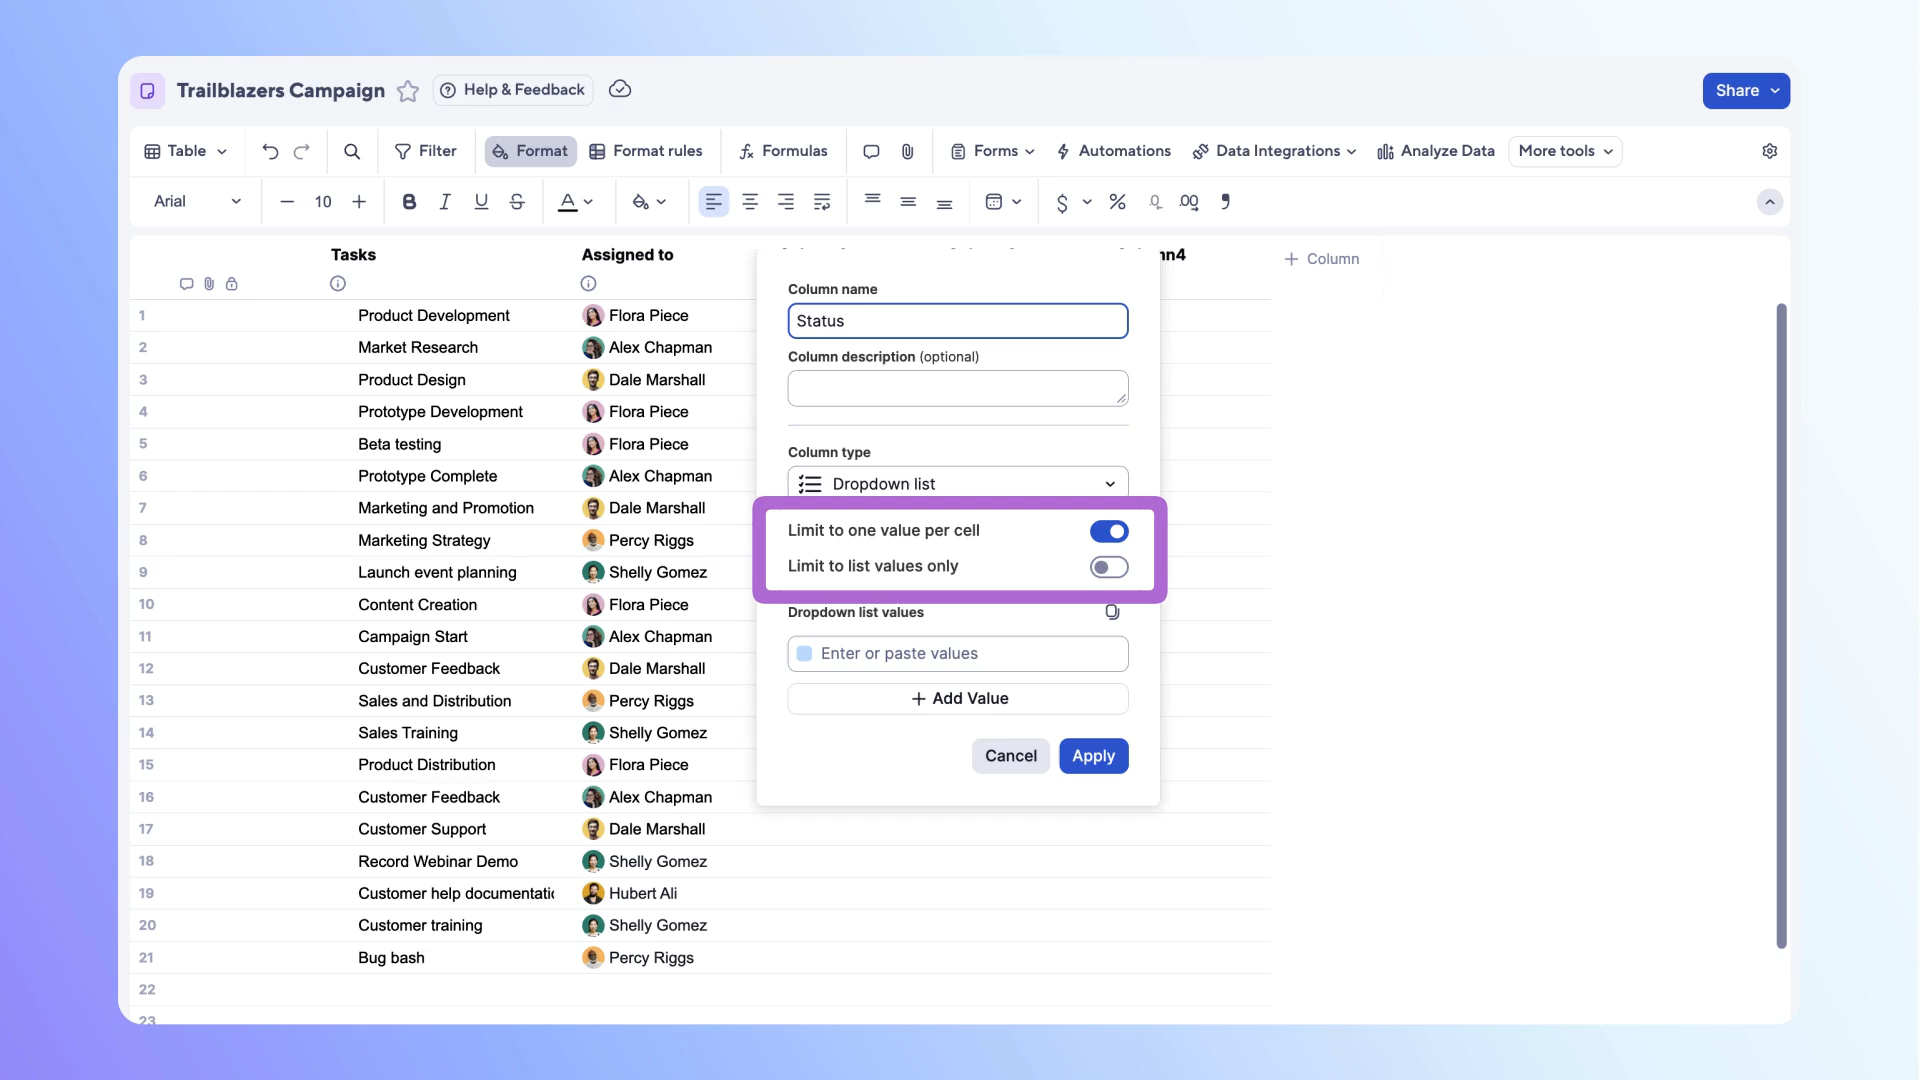 Trailblazers Campaign Help & Feedback Share
Table Filter Format Format rules Formulas Forms Automations Data Integrations Analyze Data More tools
Arial 10 B I U S A $ % .0 .00
Tasks Assigned to + Column
Column name
Status
Column description (optional)
Column type
Dropdown list
Limit to one value per cell
Limit to list values only
Dropdown list values
Enter or paste values
+ Add Value
Cancel Apply
1 Product Development Flora Piece
2 Market Research Alex Chapman
3 Product Design Dale Marshall
4 Prototype Development Flora Piece
5 Beta testing Flora Piece
6 Prototype Complete Alex Chapman
7 Marketing and Promotion Dale Marshall
8 Marketing Strategy Percy Riggs
9 Launch event planning Shelly Gomez
10 Content Creation Flora Piece
11 Campaign Start Alex Chapman
12 Customer Feedback Dale Marshall
13 Sales and Distribution Percy Riggs
14 Sales Training Shelly Gomez
15 Product Distribution Flora Piece
16 Customer Feedback Alex Chapman
17 Customer Support Dale Marshall
18 Record Webinar Demo Shelly Gomez
19 Customer help documentatic Hubert Ali
20 Customer training Shelly Gomez
21 Bug bash Percy Riggs
22
23